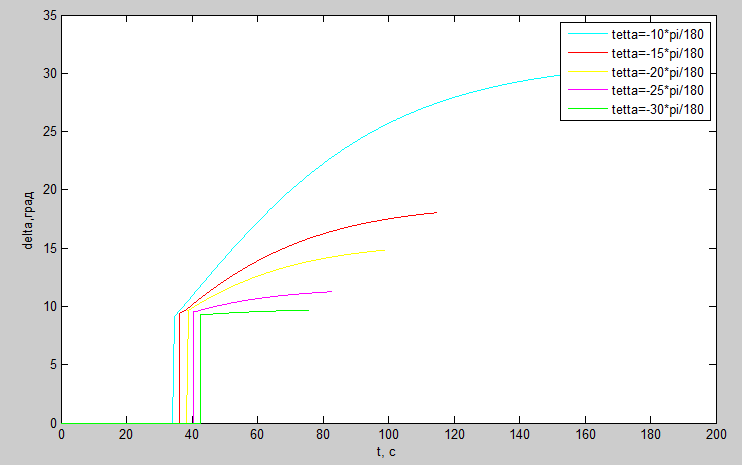 35
30
25
20
15
10
5
0
delta,град
0 20 40 60 80 100 120 140 160 180 200
t, c
tetta=-10*pi/180
tetta=-15*pi/180
tetta=-20*pi/180
tetta=-25*pi/180
tetta=-30*pi/180